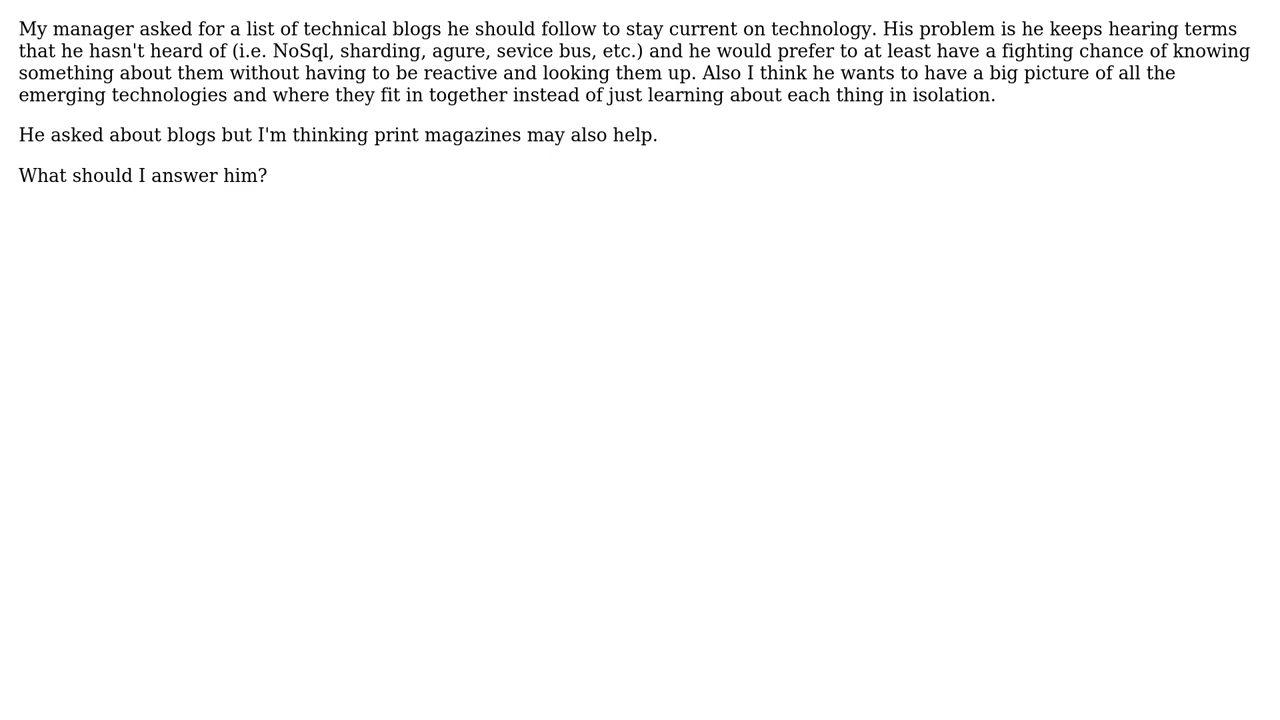 My manager asked for a list of technical blogs he should follow to stay current on technology. His problem is he keeps hearing terms
that he hasn't heard of (i.e. NoSql, sharding, agure, sevice bus, etc.) and he would prefer to at least have a fighting chance of knowing
something about them without having to be reactive and looking them up. Also I think he wants to have a big picture of all the
emerging technologies and where they fit in together instead of just learning about each thing in isolation.
He asked about blogs but I'm thinking print magazines may also help.
What should I answer him?